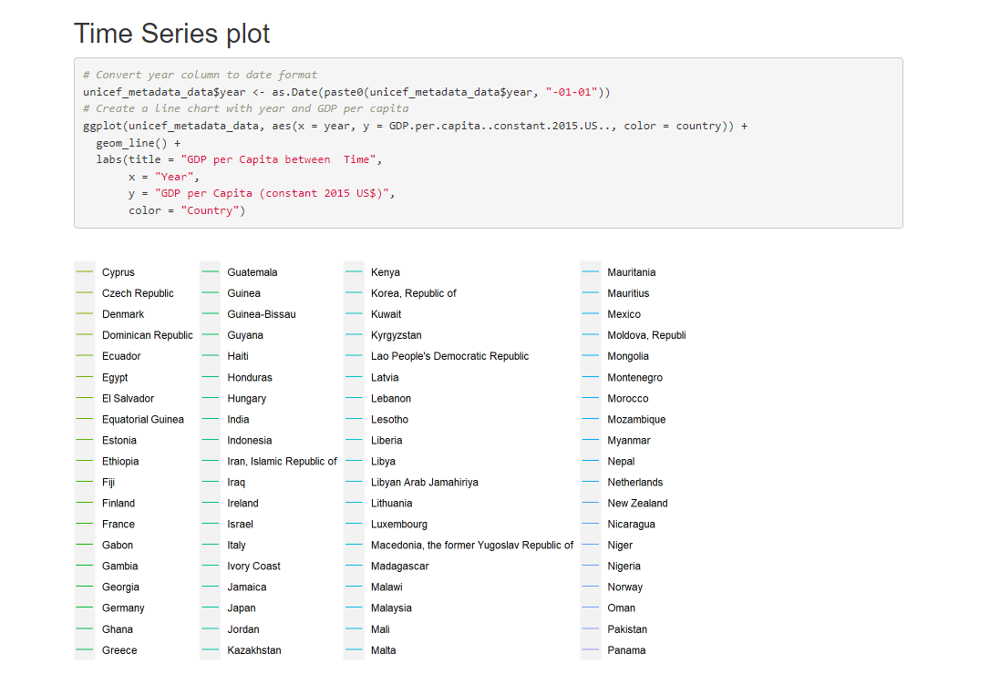 Time Series plot
# Convert year column to date format
unicef_metadata_data$year <- as.Date(paste0(unicef_metadata_data$year, "-01-01"))
# Create a line chart with year and GDP per capita
ggplot(unicef_metadata_data, aes(x = year, y = GDP.per.capita..constant.2015.US.., color = country)) +
  geom_line() +
  labs(title = "GDP per Capita between  Time",
       x = "Year",
       y = "GDP per Capita (constant 2015 US$)",
       color = "Country")
Cyprus
Czech Republic
Denmark
Dominican Republic
Ecuador
Egypt
El Salvador
Equatorial Guinea
Estonia
Ethiopia
Fiji
Finland
France
Gabon
Gambia
Georgia
Germany
Ghana
Greece
Guatemala
Guinea
Guinea-Bissau
Guyana
Haiti
Honduras
Hungary
India
Indonesia
Iran, Islamic Republic of
Iraq
Ireland
Israel
Italy
Ivory Coast
Jamaica
Japan
Jordan
Kazakhstan
Kenya
Korea, Republic of
Kuwait
Kyrgyzstan
Lao People's Democratic Republic
Latvia
Lebanon
Lesotho
Liberia
Libya
Libyan Arab Jamahiriya
Lithuania
Luxembourg
Macedonia, the former Yugoslav Republic of
Madagascar
Malawi
Malaysia
Mali
Malta
Mauritania
Mauritius
Mexico
Moldova, Republi
Mongolia
Montenegro
Morocco
Mozambique
Myanmar
Nepal
Netherlands
New Zealand
Nicaragua
Niger
Nigeria
Norway
Oman
Pakistan
Panama